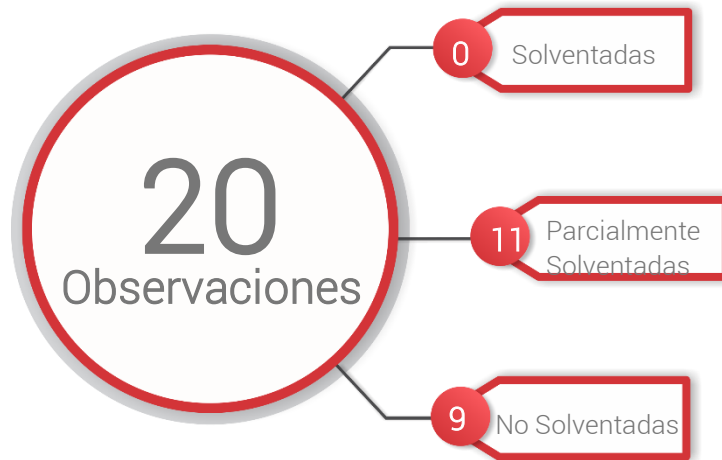 20
Observaciones
0
Solventadas
11
Parcialmente
Solventadas
9
No Solventadas